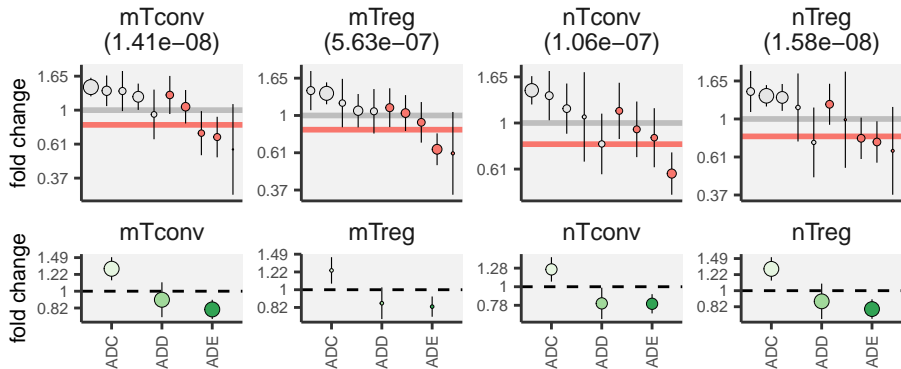 mTconv
(1.41e−08)
mTreg
(5.63e−07)
nTconv
(1.06e−07)
nTreg
(1.58e−08)
fold change
1.65
1
0.61
0.37
1.65
1
0.61
0.37
1.65
1
0.61
1.65
1
0.61
0.37
mTconv
mTreg
nTconv
nTreg
fold change
1.49
1.22
1
0.82
1.49
1.22
1
0.82
1.28
1
0.78
1.49
1.22
1
0.82
ADC
ADD
ADE
ADC
ADD
ADE
ADC
ADD
ADE
ADC
ADD
ADE